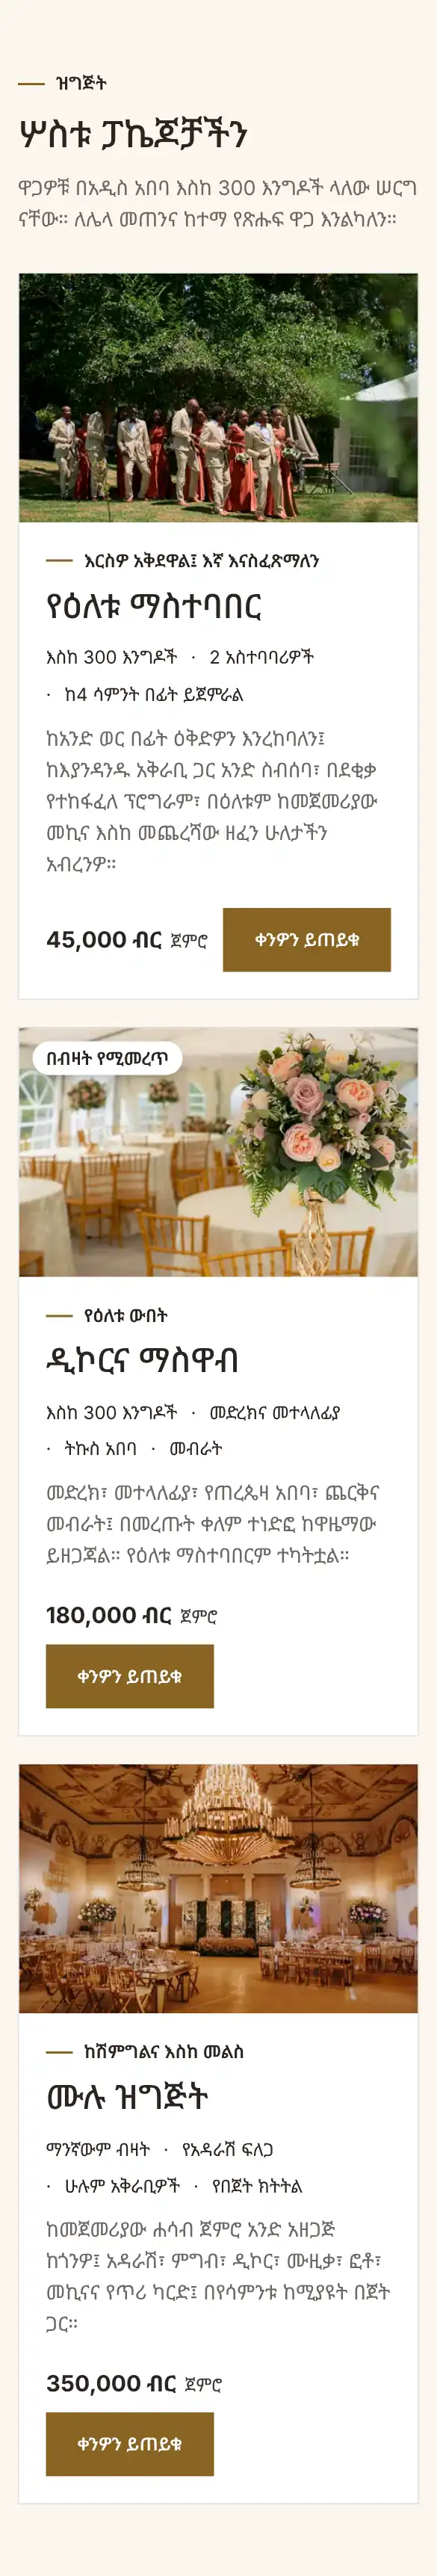 ዝግጅት
ሦስቱ ፓኬጆቻችን
ዋጋዎቹ በአዲስ አበባ እስከ 300 እንግዶች ላለው ሠርግ
ናቸው። ለሌላ መጠንና ከተማ የጽሑፍ ዋጋ እንልካለን።
እርስዎ አቅደዋል፤ እኛ እናስፈጽማለን
የዕለቱ ማስተባበር
እስከ 300 እንግዶች · 2 አስተባባሪዎች
· ከ4 ሳምንት በፊት ይጀምራል
ከአንድ ወር በፊት ዕቅድዎን እንረከባለን፤
ከእያንዳንዱ አቅራቢ ጋር አንድ ስብሰባ፣ በደቂቃ
የተከፋፈለ ፕሮግራም፣ በዕለቱም ከመጀመሪያው
መኪና እስከ መጨረሻው ዘፈን ሁለታችን
አብረንዎ።
45,000 ብር ጀምሮ
ቀንዎን ይጠይቁ
በብዛት የሚመረጥ
የዕለቱ ውበት
ዲኮርና ማስዋብ
እስከ 300 እንግዶች · መድረክና መተላለፊያ
· ትኩስ አበባ · መብራት
መድረክ፣ መተላለፊያ፣ የጠረጴዛ አበባ፣ ጨርቅና
መብራት፤ በመረጡት ቀለም ተነድፎ ከዋዜማው
ይዘጋጃል። የዕለቱ ማስተባበርም ተካትቷል።
180,000 ብር ጀምሮ
ቀንዎን ይጠይቁ
ከሽምግልና እስከ መልስ
ሙሉ ዝግጅት
ማንኛውም ብዛት · የአዳራሽ ፍለጋ
· ሁሉም አቅራቢዎች · የበጀት ክትትል
ከመጀመሪያው ሐሳብ ጀምሮ አንድ አዘጋጅ
ከጎንዎ፤ አዳራሽ፣ ምግብ፣ ዲኮር፣ ሙዚቃ፣ ፎቶ፣
መኪናና የጥሪ ካርድ፤ በየሳምንቱ ከሚያዩት በጀት
ጋር።
350,000 ብር ጀምሮ
ቀንዎን ይጠይቁ